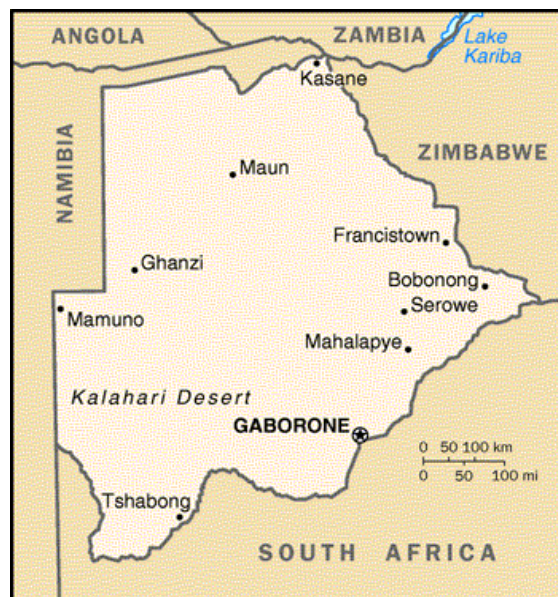 ANGOLA
ZAMBIA
Lake
Kariba
Kasane
NAMIBIA
ZIMBABWE
Maun
Francistown
Ghanzi
Bobonong
Serowe
Mamuno
Mahalapye
Kalahari Desert
GABORONE
0 50 100 km
0 50 100 mi
Tshabong
SOUTH AFRICA